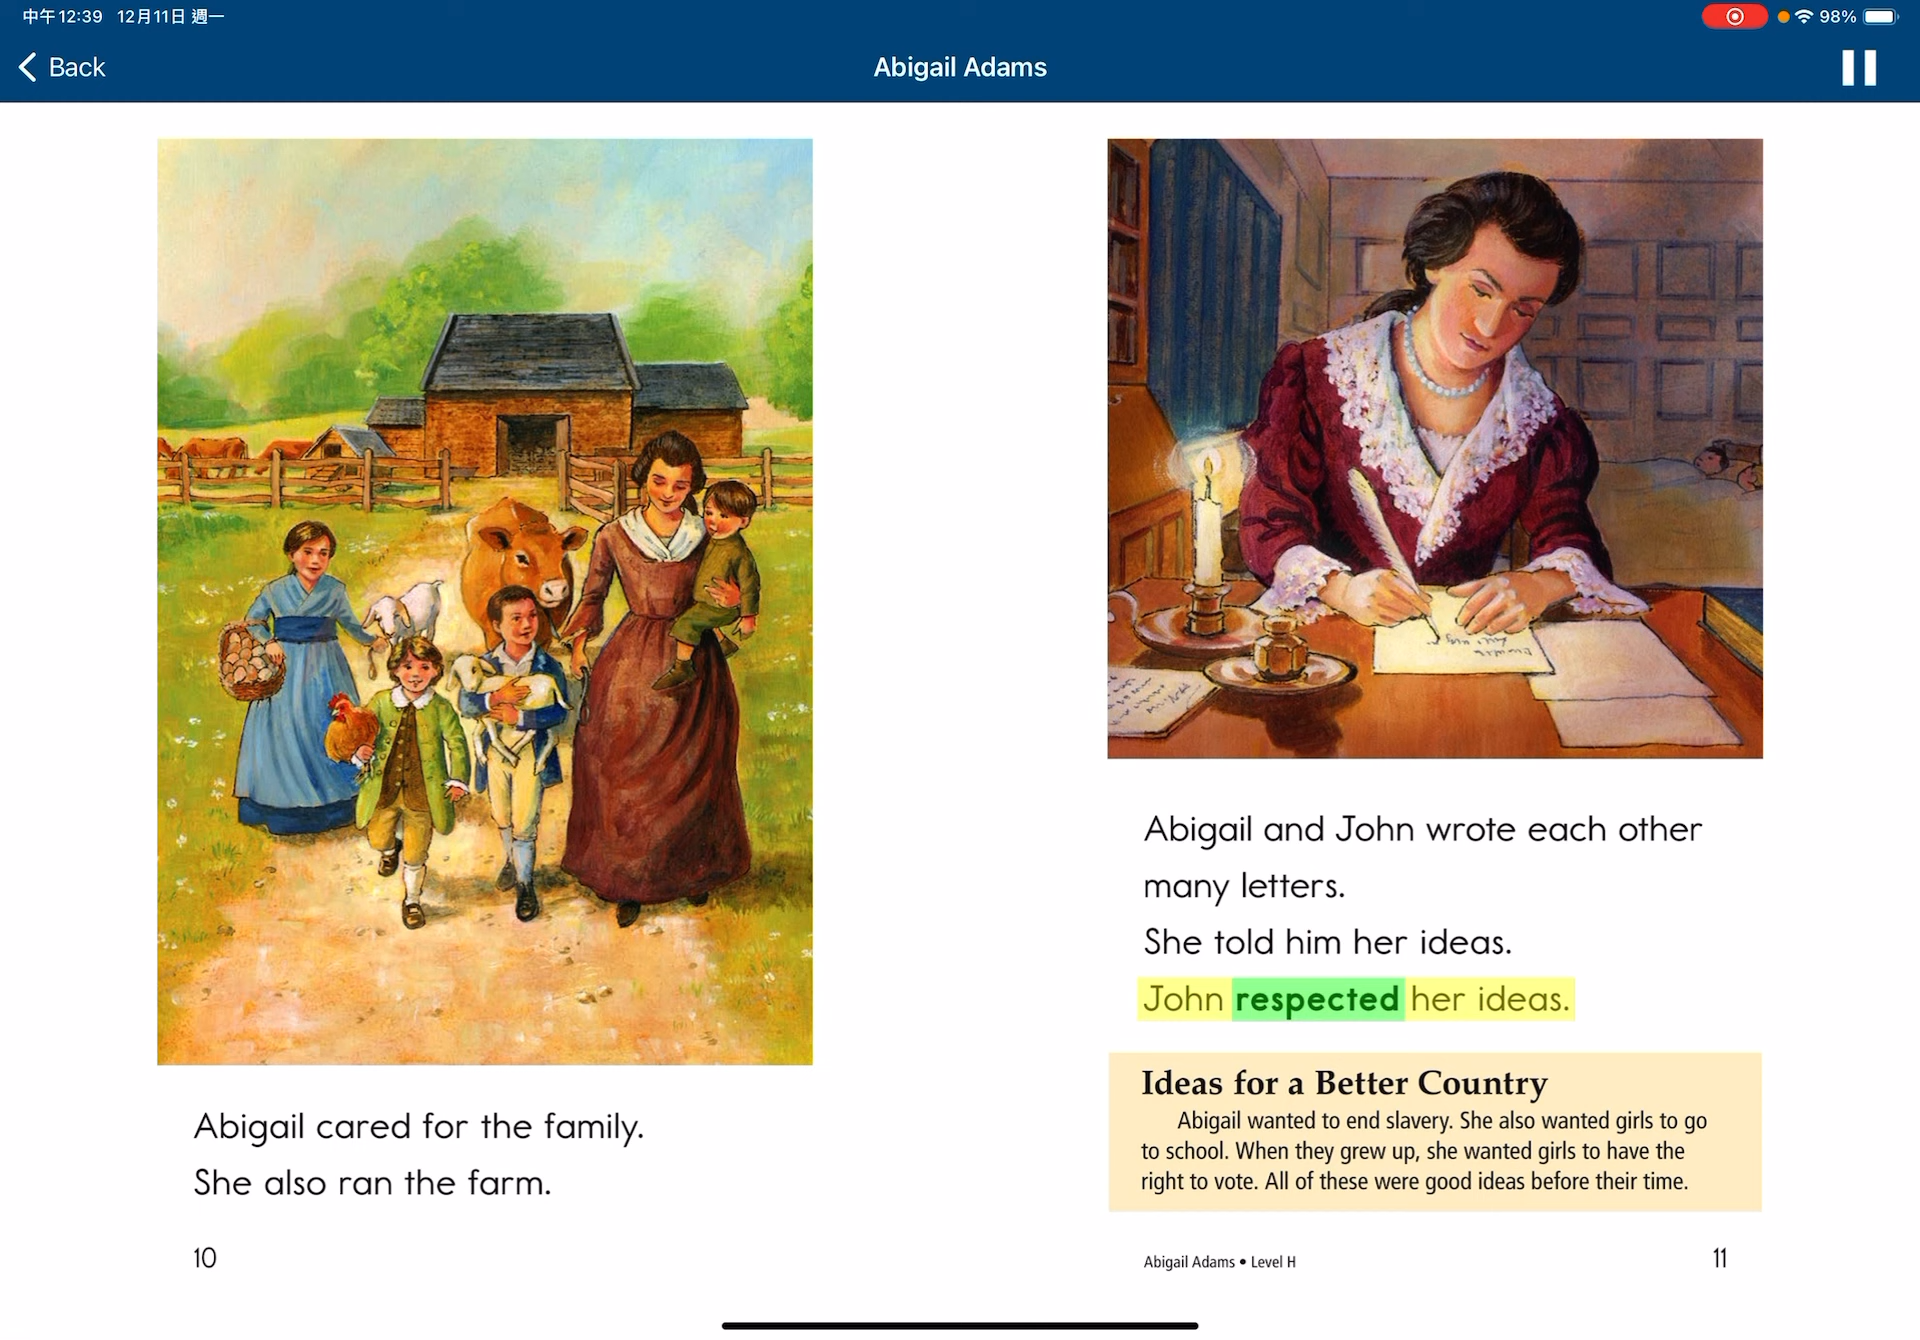 中午12:39 12月11日 週一
98%
Back
Abigail Adams
Abigail cared for the family.
She also ran the farm.
10
Abigail and John wrote each other
many letters.
She told him her ideas.
John respected her ideas.
Ideas for a Better Country
Abigail wanted to end slavery. She also wanted girls to go
to school. When they grew up, she wanted girls to have the
right to vote. All of these were good ideas before their time.
Abigail Adams • Level H
11